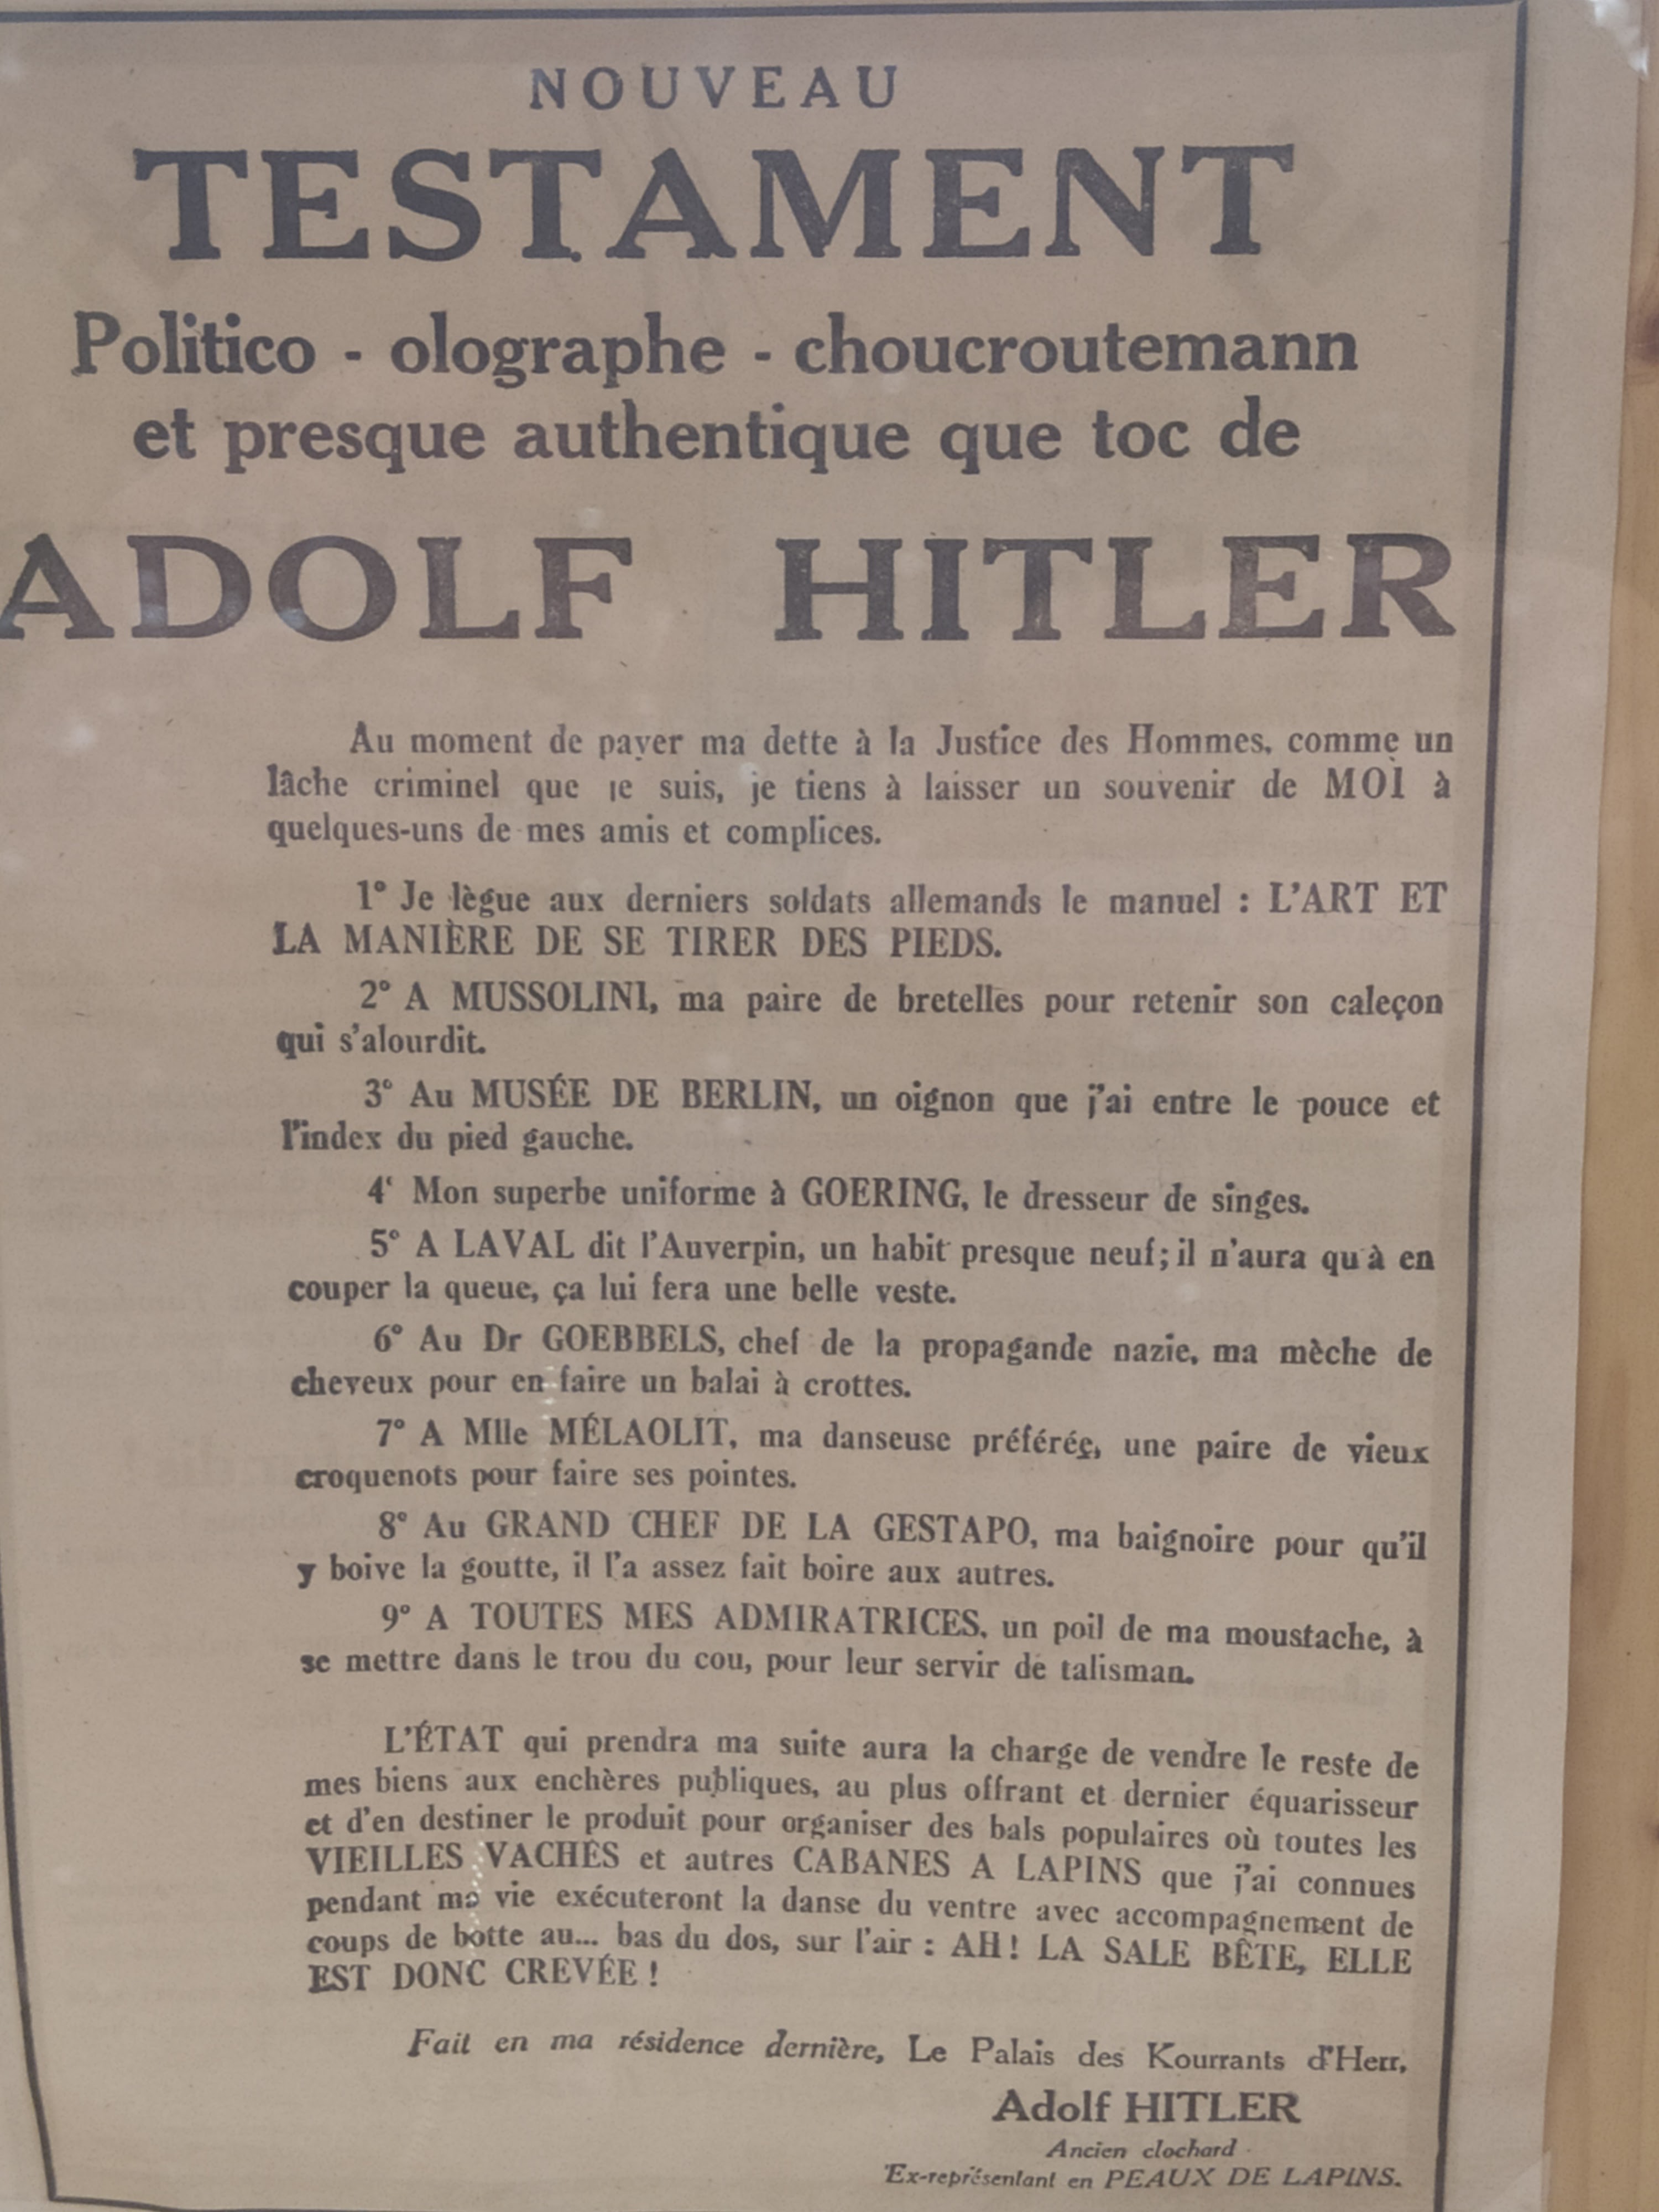 NOUVEAU
TESTAMENT
Politico - olographe - choucroutemann
et presque authentique que toc de
ADOLF HITLER
Au moment de payer ma dette à la Justice des Hommes, comme un
lâche criminel que je suis, je tiens à laisser un souvenir de MOI à
quelques-uns de mes amis et complices.
1° Je lègue aux derniers soldats allemands le manuel : L'ART ET
LA MANIÈRE DE SE TIRER DES PIEDS.
2° A MUSSOLINI, ma paire de bretelles pour retenir son caleçon
qui s'alourdit.
3° Au MUSÉE DE BERLIN, un oignon que j'ai entre le pouce et
l'index du pied gauche.
4° Mon superbe uniforme à GOERING, le dresseur de singes.
5° A LAVAL dit l'Auverpin, un habit presque neuf; il n'aura qu'à en
couper la queue, ça lui fera une belle veste.
6° Au Dr GOEBBELS, chef de la propagande nazie, ma mèche de
cheveux pour en faire un balai à crottes.
7° A Mlle MÉLAOLIT, ma danseuse préférée, une paire de vieux
croquenots pour faire ses pointes.
8° Au GRAND CHEF DE LA GESTAPO, ma baignoire pour qu'il
y boive la goutte, il l'a assez fait boire aux autres.
9° A TOUTES MES ADMIRATRICES, un poil de ma moustache, à
se mettre dans le trou du cou, pour leur servir de talisman.
L'ÉTAT qui prendra ma suite aura la charge de vendre le reste de
mes biens aux enchères publiques, au plus offrant et dernier équarisseur
et d'en destiner le produit pour organiser des bals populaires où toutes les
VIEILLES VACHES et autres CABANES A LAPINS que j'ai connues
pendant ma vie exécuteront la danse du ventre avec accompagnement de
coups de botte au... bas du dos, sur l'air : AH! LA SALE BÊTE, ELLE
EST DONC CREVÉE !
Fait en ma résidence dernière, Le Palais des Kourrants d'Herr,
Adolf HITLER
Ancien clochard
Ex-représentant en PEAUX DE LAPINS.